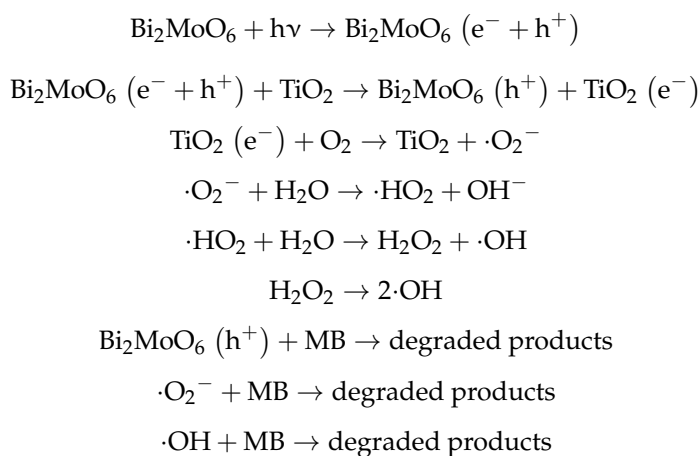 Bi₂MoO₆ + hν → Bi₂MoO₆ (e⁻ + h⁺)
Bi₂MoO₆ (e⁻ + h⁺) + TiO₂ → Bi₂MoO₆ (h⁺) + TiO₂ (e⁻)
TiO₂ (e⁻) + O₂ → TiO₂ + ·O₂⁻
·O₂⁻ + H₂O → ·HO₂ + OH⁻
·HO₂ + H₂O → H₂O₂ + ·OH
H₂O₂ → 2·OH
Bi₂MoO₆ (h⁺) + MB → degraded products
·O₂⁻ + MB → degraded products
·OH + MB → degraded products